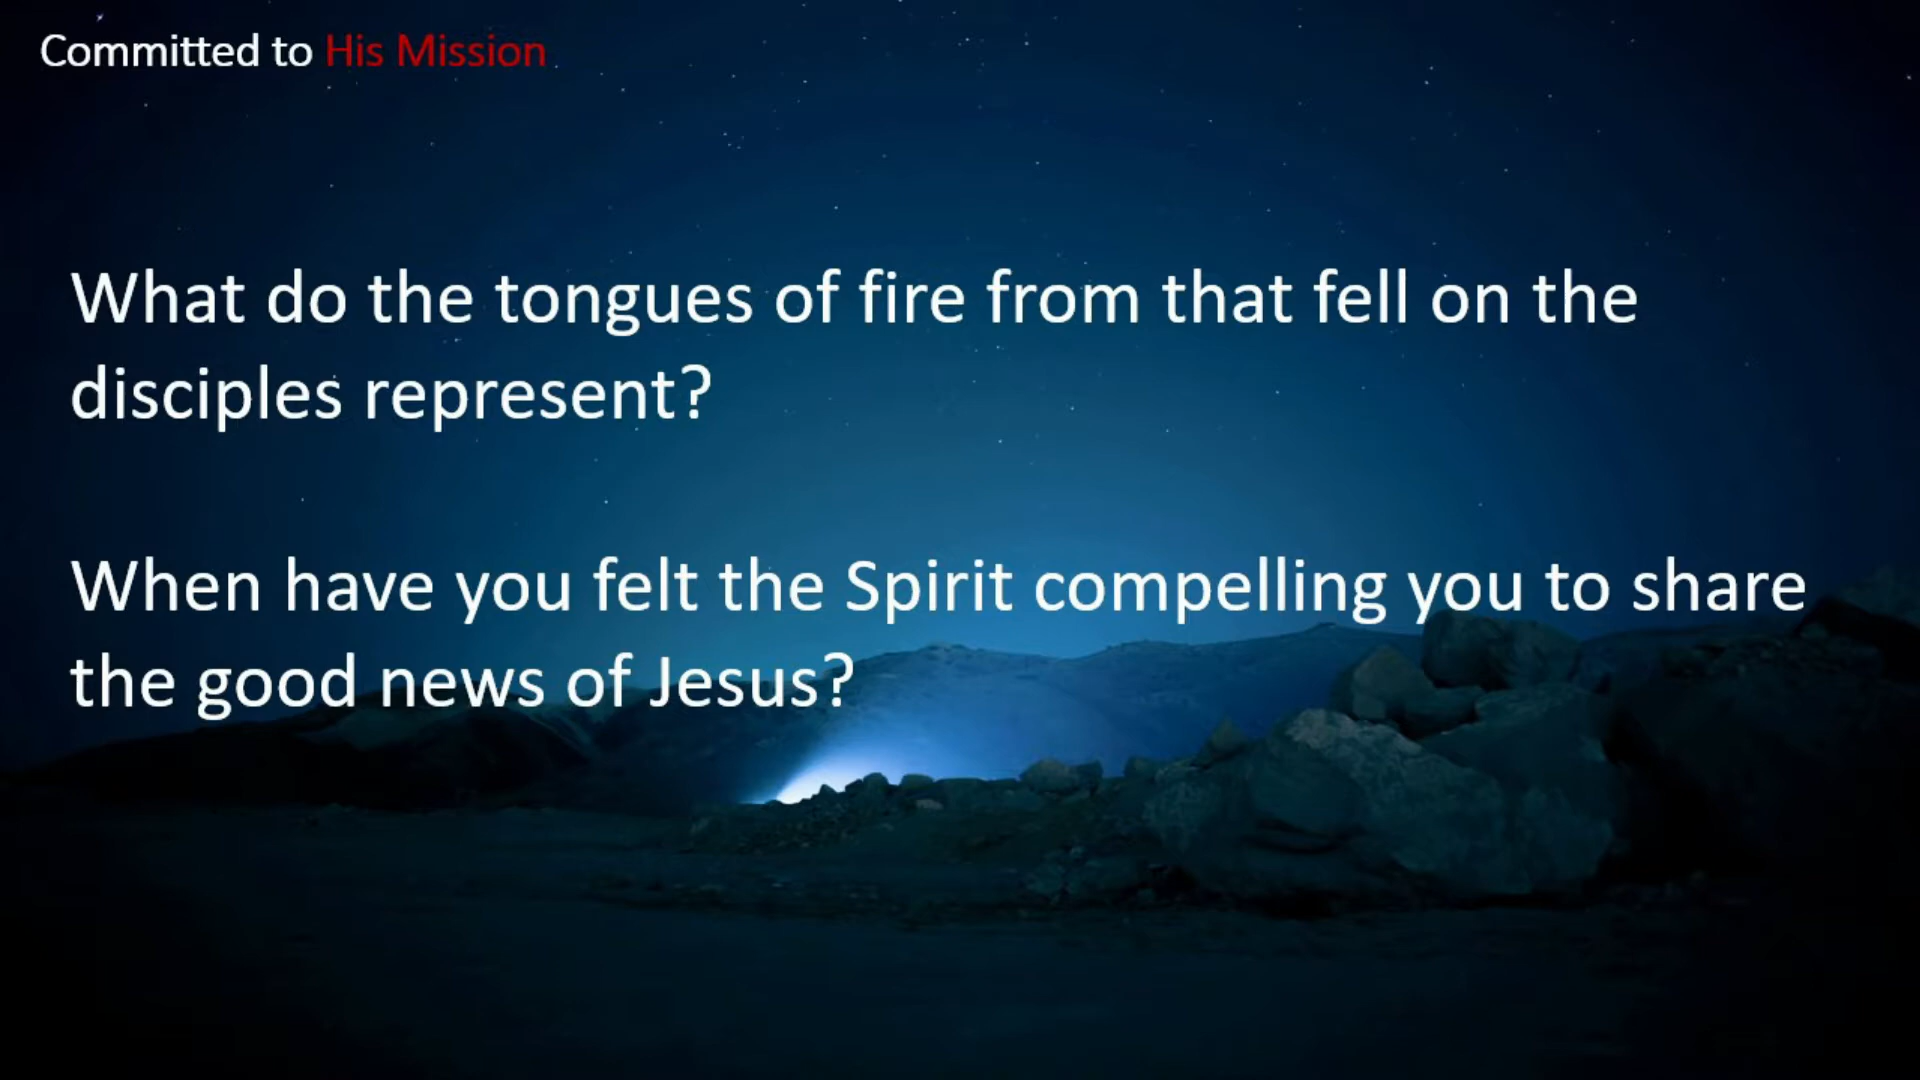 Committed to His Mission
What do the tongues of fire from that fell on the
disciples represent?
When have you felt the Spirit compelling you to share
the good news of Jesus?